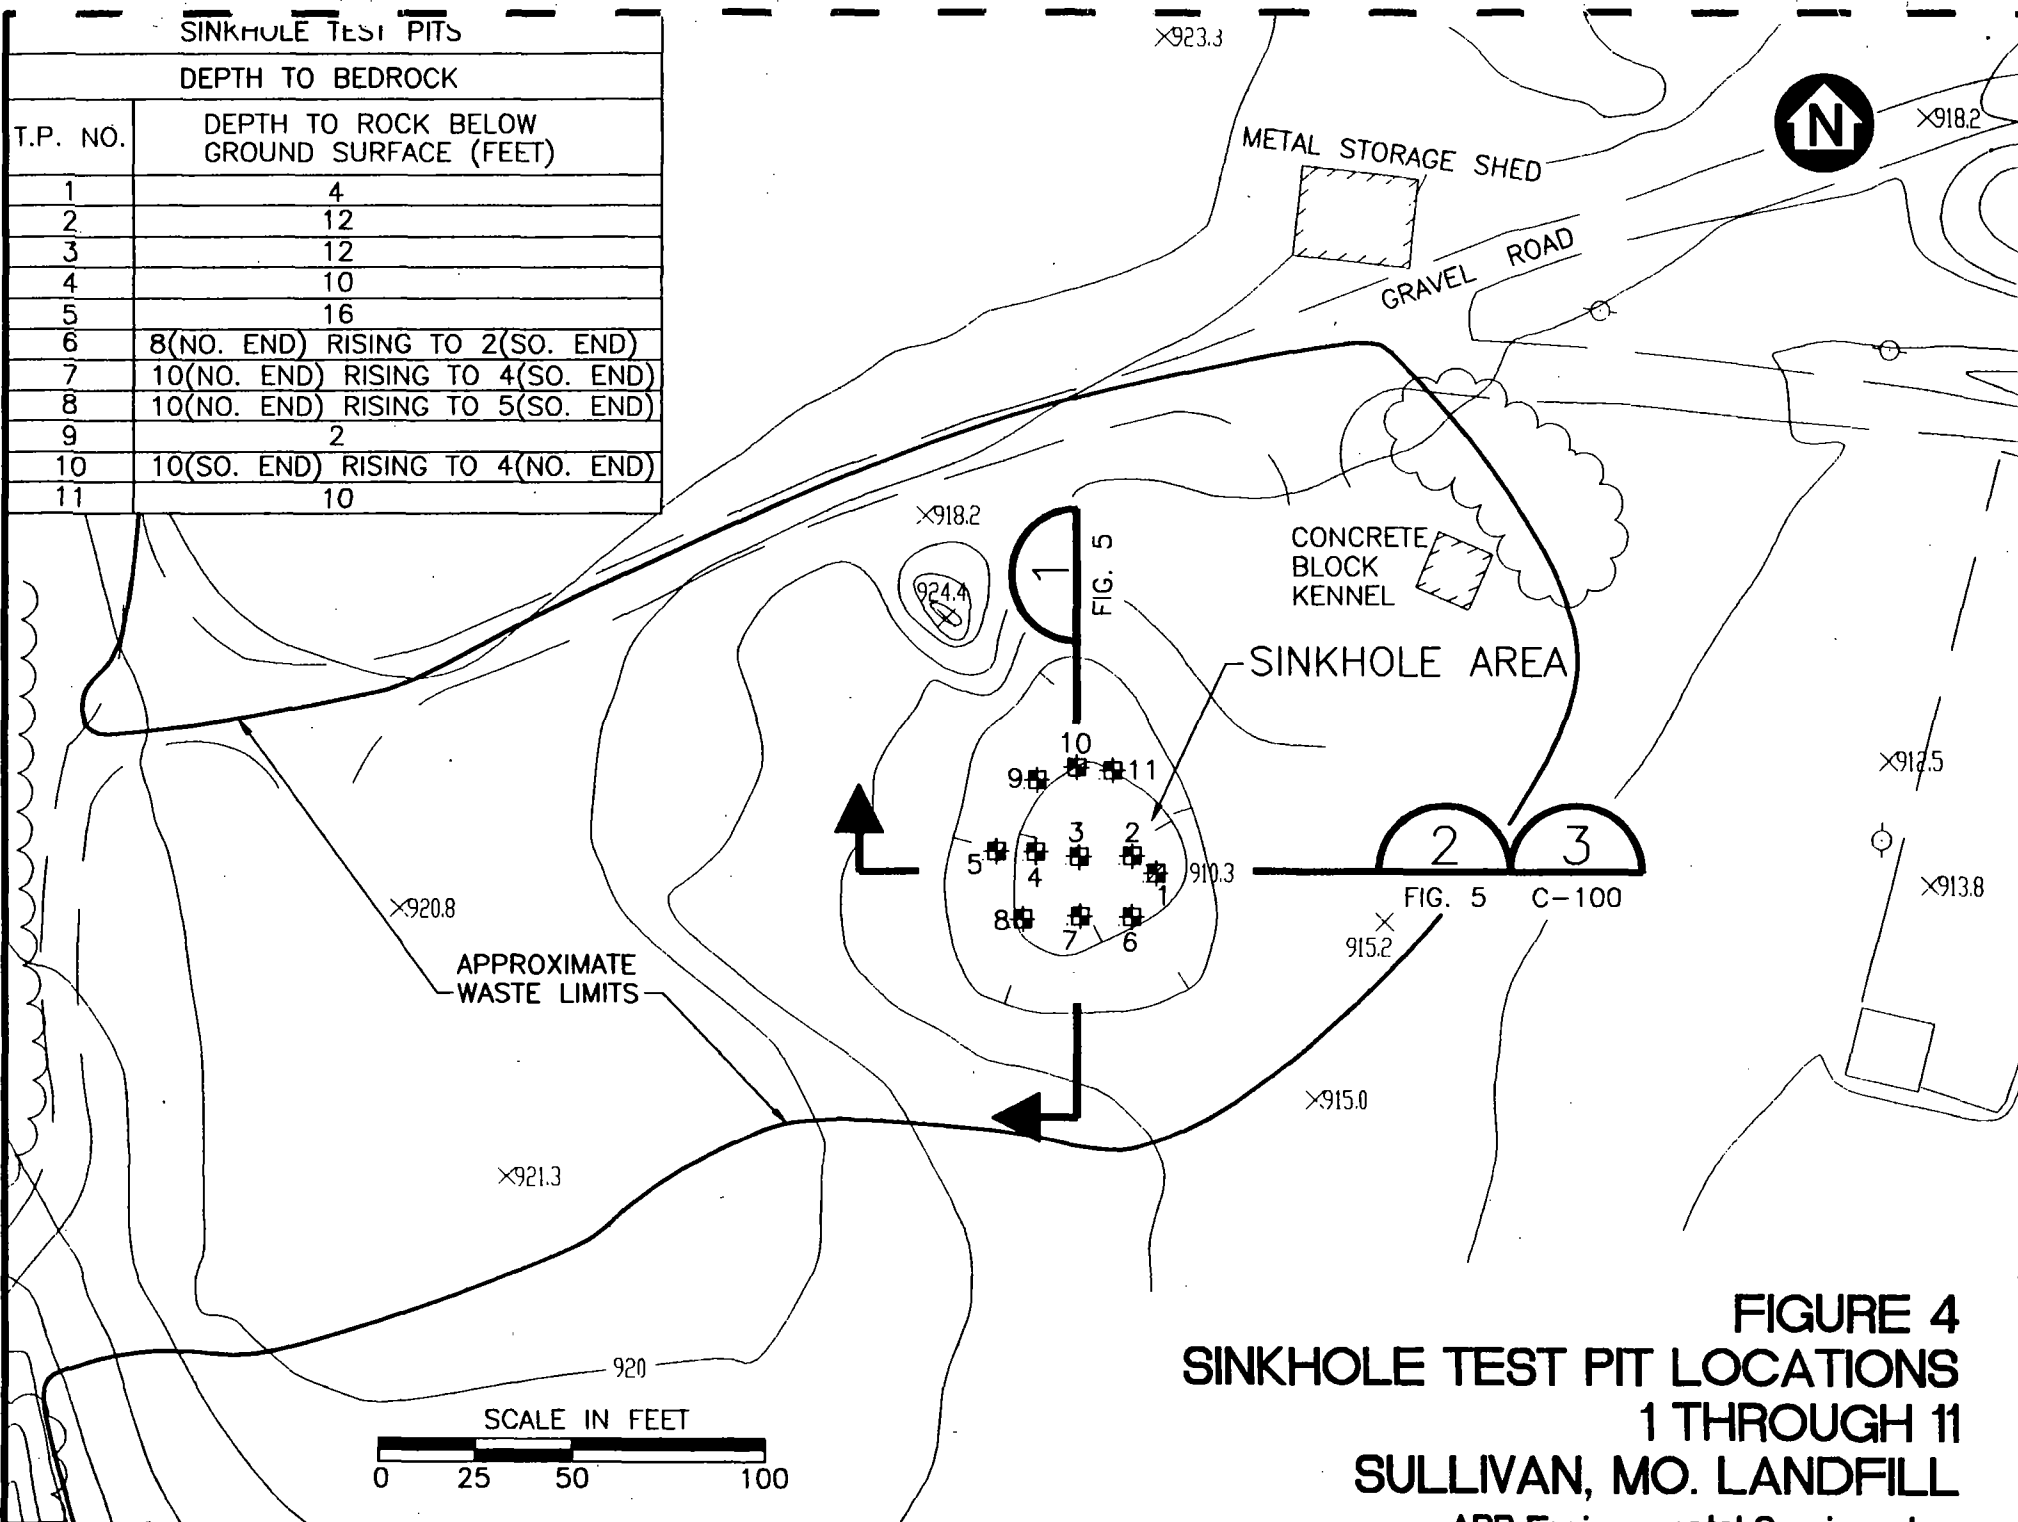 SINKHOLE TEST PITS
DEPTH TO BEDROCK
T.P. NO. DEPTH TO ROCK BELOW GROUND SURFACE (FEET)
1 4
2 12
3 12
4 10
5 16
6 8(NO. END) RISING TO 2(SO. END)
7 10(NO. END) RISING TO 4(SO. END)
8 10(NO. END) RISING TO 5(SO. END)
9 2
10 10(SO. END) RISING TO 4(NO. END)
11 10
×923.3
N
×918.2
METAL STORAGE SHED
GRAVEL ROAD
×918.2
924.4
1
FIG. 5
CONCRETE
BLOCK
KENNEL
SINKHOLE AREA
10
9
11
3
2
5
4
1
910.3
8
7
6
2
3
FIG. 5
C-100
×912.5
×913.8
×920.8
915.2
APPROXIMATE
WASTE LIMITS
×915.0
×921.3
920
SCALE IN FEET
0 25 50 100
FIGURE 4
SINKHOLE TEST PIT LOCATIONS
1 THROUGH 11
SULLIVAN, MO. LANDFILL